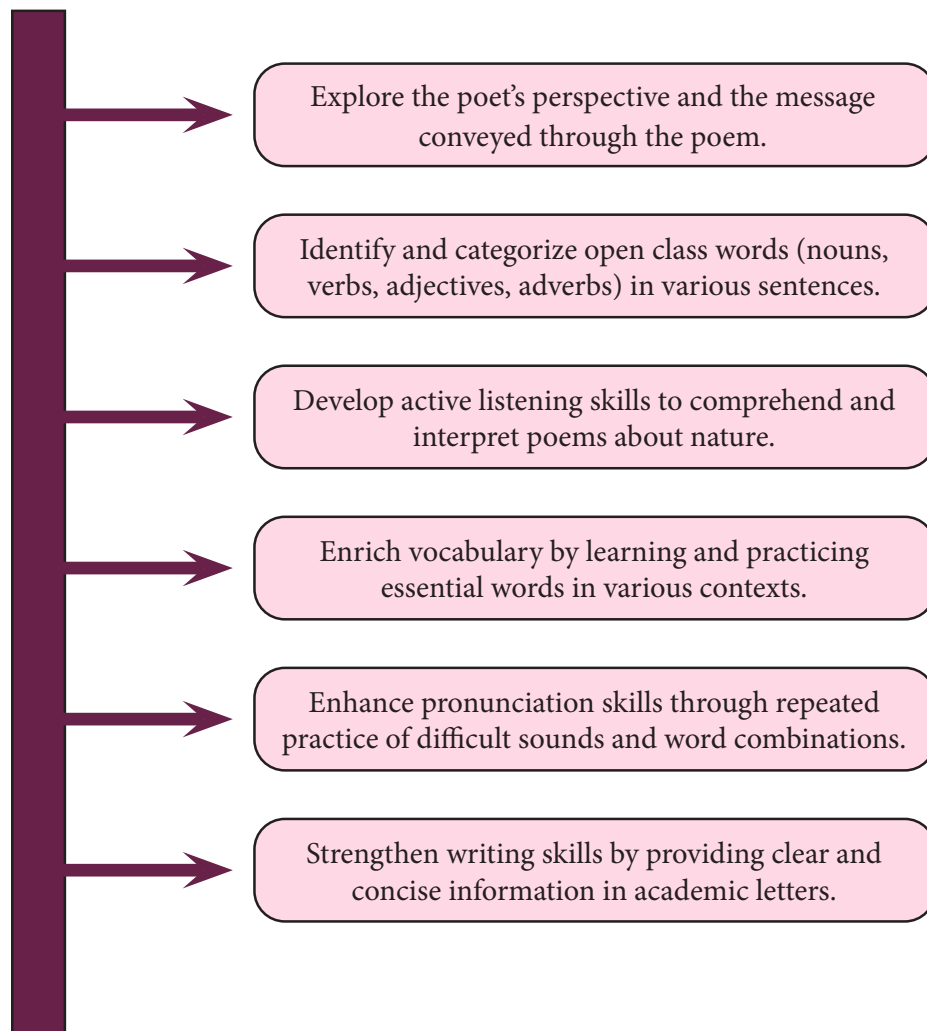 Explore the poet’s perspective and the message
conveyed through the poem.
Identify and categorize open class words (nouns,
verbs, adjectives, adverbs) in various sentences.
Develop active listening skills to comprehend and
interpret poems about nature.
Enrich vocabulary by learning and practicing
essential words in various contexts.
Enhance pronunciation skills through repeated
practice of difficult sounds and word combinations.
Strengthen writing skills by providing clear and
concise information in academic letters.